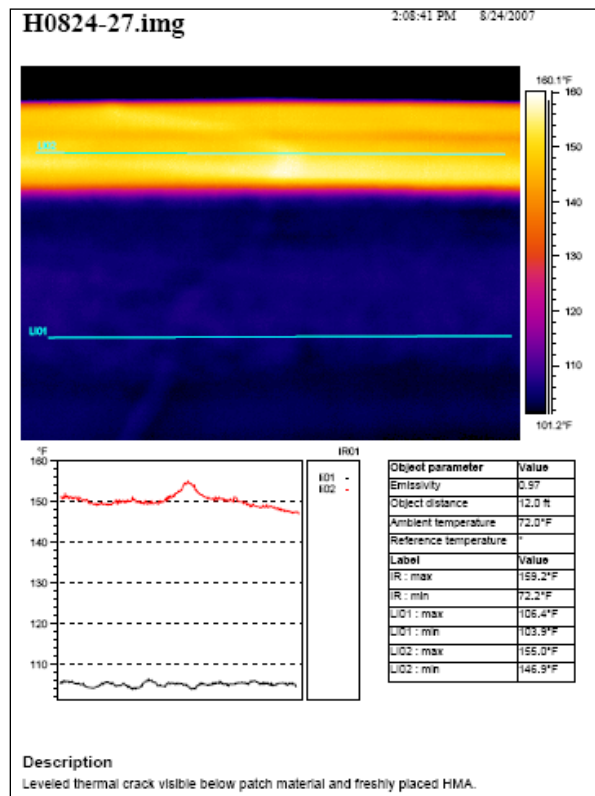 H0824-27.img
2:08:41 PM 8/24/2007
160.1°F
160
150
140
130
120
110
101.2°F
LI02
LI01
°F
160
150
140
130
120
110
IR01
li01 -
li02 -
Object parameter Value
Emissivity 0.97
Object distance 12.0 ft
Ambient temperature 72.0°F
Reference temperature *
Label Value
IR : max 159.2°F
IR : min 72.2°F
LI01 : max 106.4°F
LI01 : min 103.9°F
LI02 : max 155.0°F
LI02 : min 146.9°F
Description
Leveled thermal crack visible below patch material and freshly placed HMA.